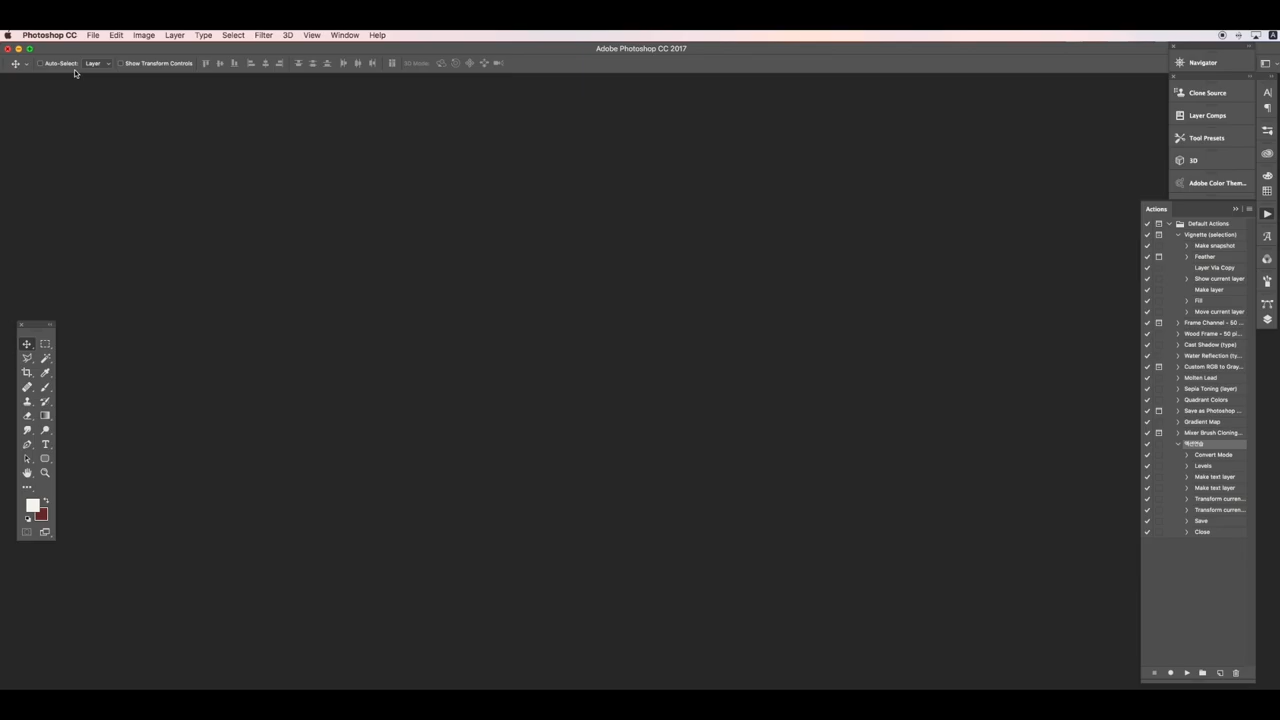 Photoshop CC File Edit Image Layer Type Select Filter 3D View Window Help
Adobe Photoshop CC 2017
Auto-Select: Layer Show Transform Controls 3D Mode:
Navigator
Clone Source
Layer Comps
Tool Presets
3D
Adobe Color Them...
Actions
Default Actions
Vignette (selection)
Make snapshot
Feather
Layer Via Copy
Show current layer
Make layer
Fill
Move current layer
Frame Channel - 50 ...
Wood Frame - 50 pi...
Cast Shadow (type)
Water Reflection (ty...
Custom RGB to Gray...
Molten Lead
Sepia Toning (layer)
Quadrant Colors
Save as Photoshop ...
Gradient Map
Mixer Brush Cloning...
Convert Mode
Levels
Make text layer
Make text layer
Transform curren...
Transform curren...
Save
Close